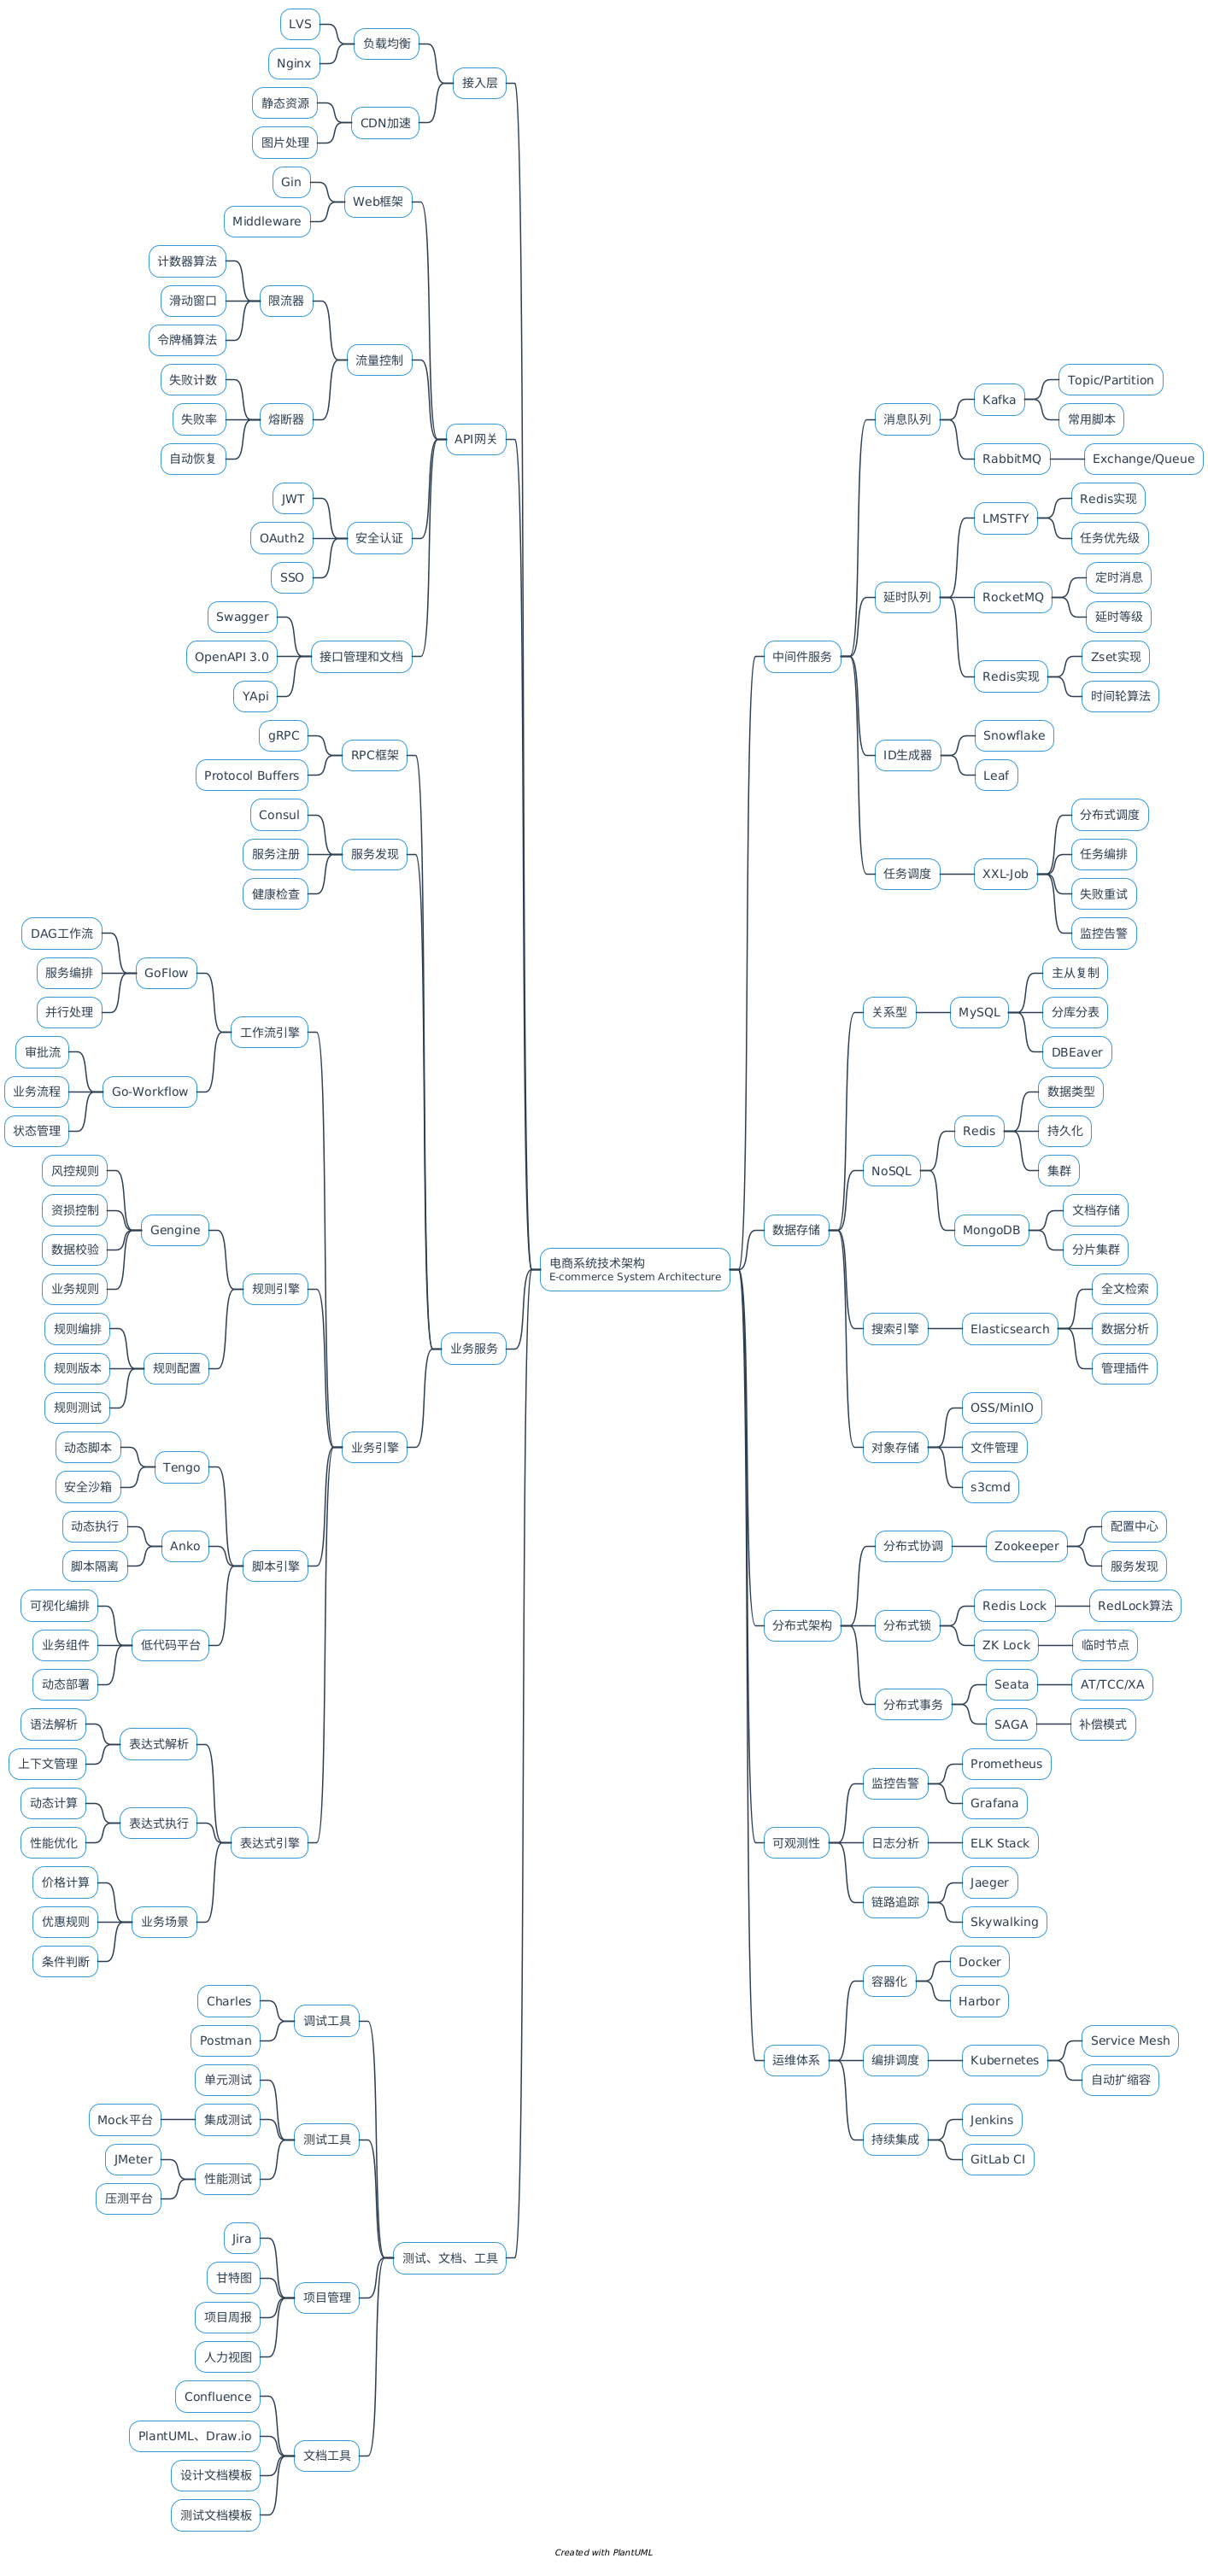 电商系统技术架构
E-commerce System Architecture
接入层
负载均衡
LVS
Nginx
CDN加速
静态资源
图片处理
API网关
Web框架
Gin
Middleware
流量控制
限流器
计数器算法
滑动窗口
令牌桶算法
熔断器
失败计数
失败率
自动恢复
安全认证
JWT
OAuth2
SSO
接口管理和文档
Swagger
OpenAPI 3.0
YApi
业务服务
RPC框架
gRPC
Protocol Buffers
服务发现
Consul
服务注册
健康检查
业务引擎
工作流引擎
GoFlow
DAG工作流
服务编排
并行处理
Go-Workflow
审批流
业务流程
状态管理
规则引擎
Gengine
风控规则
资损控制
数据校验
业务规则
规则配置
规则编排
规则版本
规则测试
脚本引擎
Tengo
动态脚本
安全沙箱
Anko
动态执行
脚本隔离
低代码平台
可视化编排
业务组件
动态部署
表达式引擎
表达式解析
语法解析
上下文管理
表达式执行
动态计算
性能优化
业务场景
价格计算
优惠规则
条件判断
测试、文档、工具
调试工具
Charles
Postman
测试工具
单元测试
集成测试
Mock平台
性能测试
JMeter
压测平台
项目管理
Jira
甘特图
项目周报
人力视图
文档工具
Confluence
PlantUML、Draw.io
设计文档模板
测试文档模板
中间件服务
消息队列
Kafka
Topic/Partition
常用脚本
RabbitMQ
Exchange/Queue
延时队列
LMSTFY
Redis实现
任务优先级
RocketMQ
定时消息
延时等级
Redis实现
Zset实现
时间轮算法
ID生成器
Snowflake
Leaf
任务调度
XXL-Job
分布式调度
任务编排
失败重试
监控告警
数据存储
关系型
MySQL
主从复制
分库分表
DBEaver
NoSQL
Redis
数据类型
持久化
集群
MongoDB
文档存储
分片集群
搜索引擎
Elasticsearch
全文检索
数据分析
管理插件
对象存储
OSS/MinIO
文件管理
s3cmd
分布式架构
分布式协调
Zookeeper
配置中心
服务发现
分布式锁
Redis Lock
RedLock算法
ZK Lock
临时节点
分布式事务
Seata
AT/TCC/XA
SAGA
补偿模式
可观测性
监控告警
Prometheus
Grafana
日志分析
ELK Stack
链路追踪
Jaeger
Skywalking
运维体系
容器化
Docker
Harbor
编排调度
Kubernetes
Service Mesh
自动扩缩容
持续集成
Jenkins
GitLab CI
Created with PlantUML